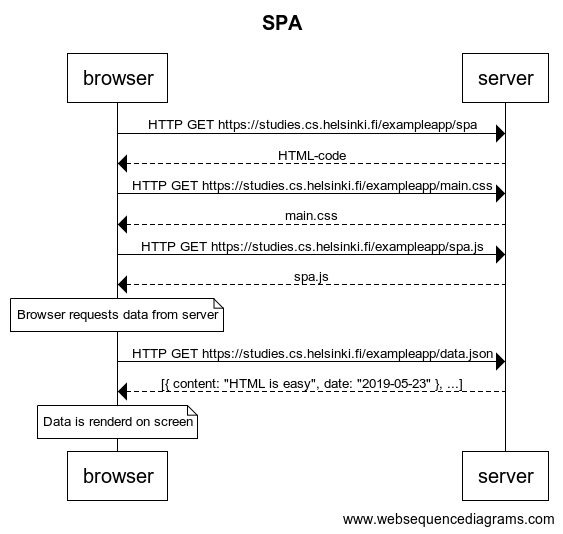 SPA
browser
server
HTTP GET https://studies.cs.helsinki.fi/exampleapp/spa
HTML-code
HTTP GET https://studies.cs.helsinki.fi/exampleapp/main.css
main.css
HTTP GET https://studies.cs.helsinki.fi/exampleapp/spa.js
spa.js
Browser requests data from server
HTTP GET https://studies.cs.helsinki.fi/exampleapp/data.json
[{ content: "HTML is easy", date: "2019-05-23" }, ...]
Data is renderd on screen
browser
server
www.websequencediagrams.com